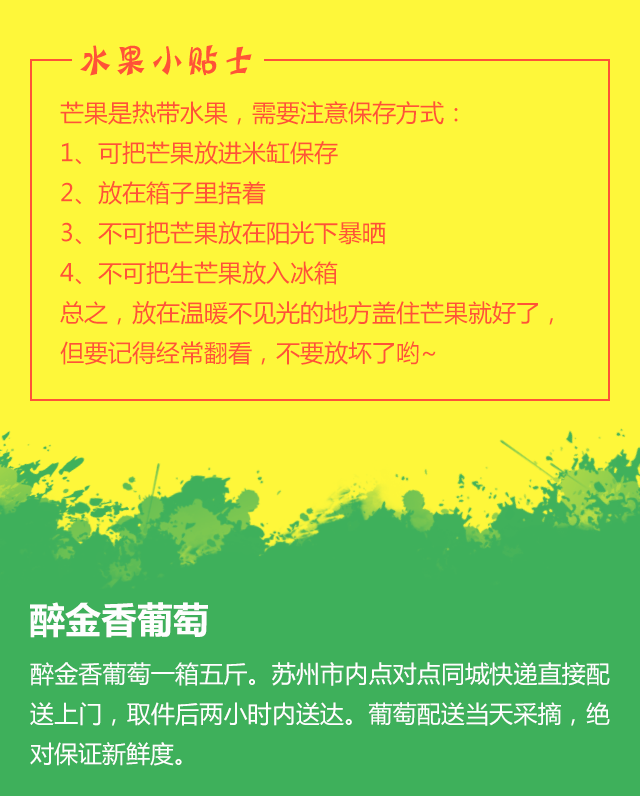 水果小贴士
芒果是热带水果，需要注意保存方式：
1、可把芒果放进米缸保存
2、放在箱子里捂着
3、不可把芒果放在阳光下暴晒
4、不可把生芒果放入冰箱
总之，放在温暖不见光的地方盖住芒果就好了，
但要记得经常翻看，不要放坏了哟~
醉金香葡萄
醉金香葡萄一箱五斤。苏州市内点对点同城快递直接配
送上门，取件后两小时内送达。葡萄配送当天采摘，绝
对保证新鲜度。